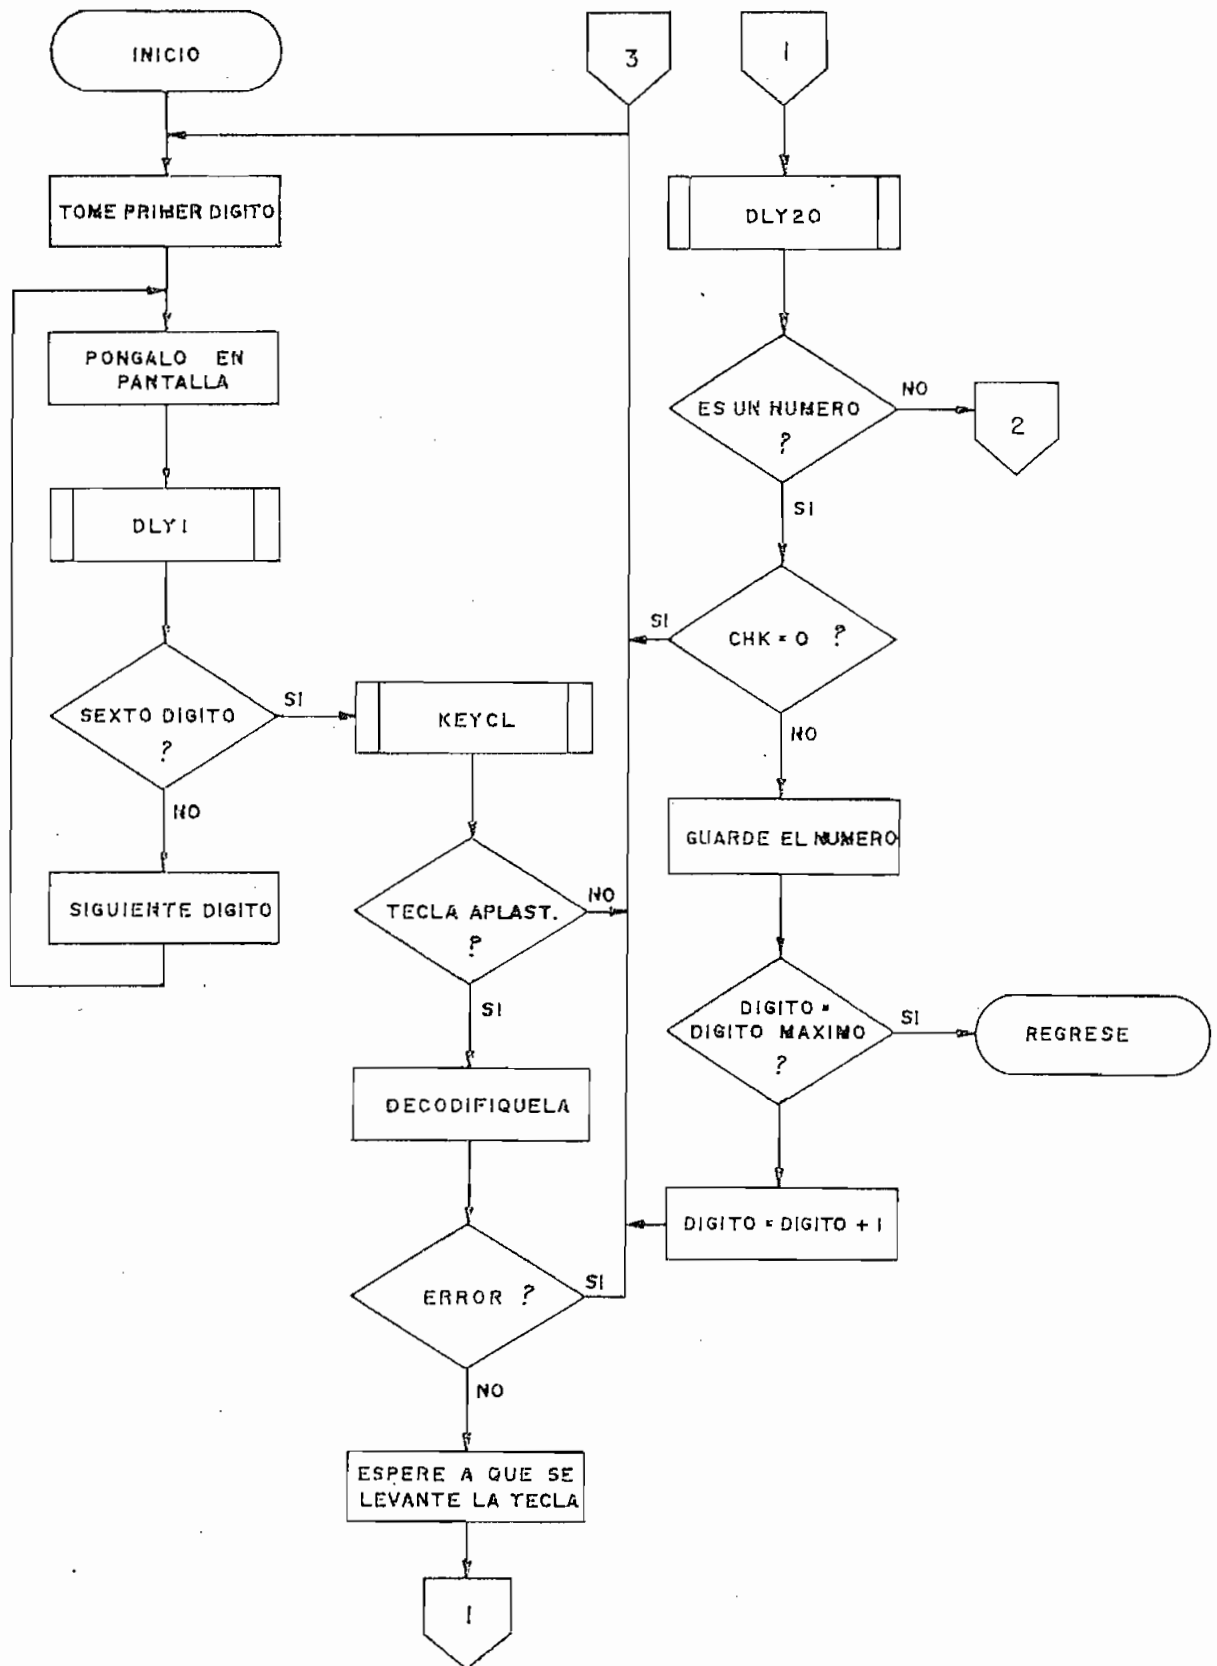 INICIO
TOME PRIMER DIGITO
PONGALO EN
PANTALLA
DLY1
SEXTO DIGITO
?
SI
NO
SIGUIENTE DIGITO
KEYCL
TECLA APLAST.
?
NO
SI
DECODIFIQUELA
ERROR ?
SI
NO
ESPERE A QUE SE
LEVANTE LA TECLA
1
3
1
DLY20
ES UN NUMERO
?
NO
2
SI
CHK = 0 ?
SI
NO
GUARDE EL NUMERO
DIGITO =
DIGITO MAXIMO
?
SI
REGRESE
DIGITO = DIGITO + 1